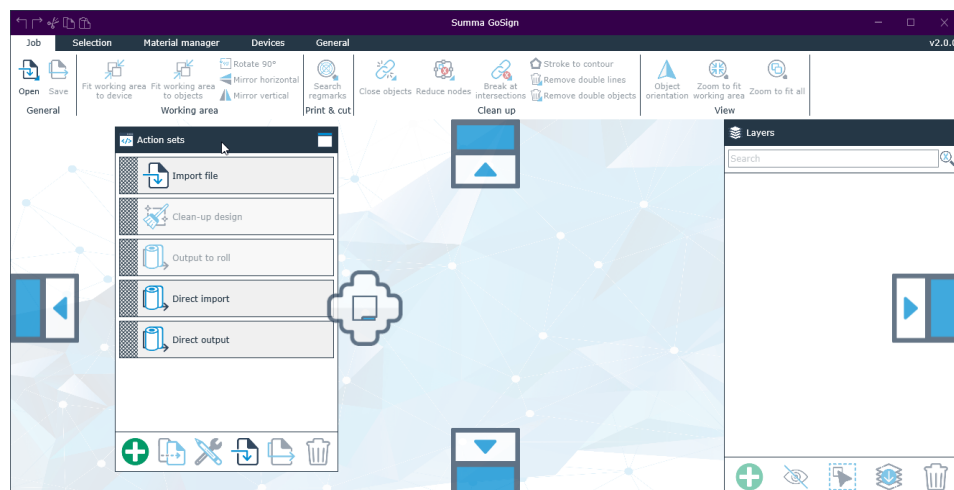 Summa GoSign
Job Selection Material manager Devices General v2.0.0
Open Save
General
Fit working area to device
Fit working area to objects
Rotate 90°
Mirror horizontal
Mirror vertical
Working area
Search regmarks
Print & cut
Close objects
Reduce nodes
Break at intersections
Stroke to contour
Remove double lines
Remove double objects
Clean up
Object orientation
Zoom to fit working area
Zoom to fit all
View
Action sets
Import file
Clean-up design
Output to roll
Direct import
Direct output
Layers
Search